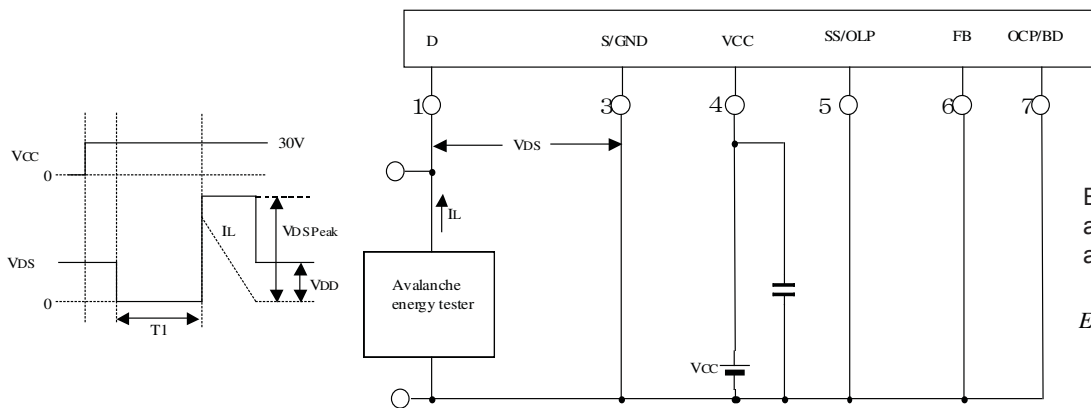 D S/GND VCC SS/OLP FB OCP/BD
1 3 4 5 6 7
VDS
30V
VCC
0
IL
VDSPeak
VDS
VDD
0
T1
IL
Avalanche
energy tester
VCC
E
a
a
E